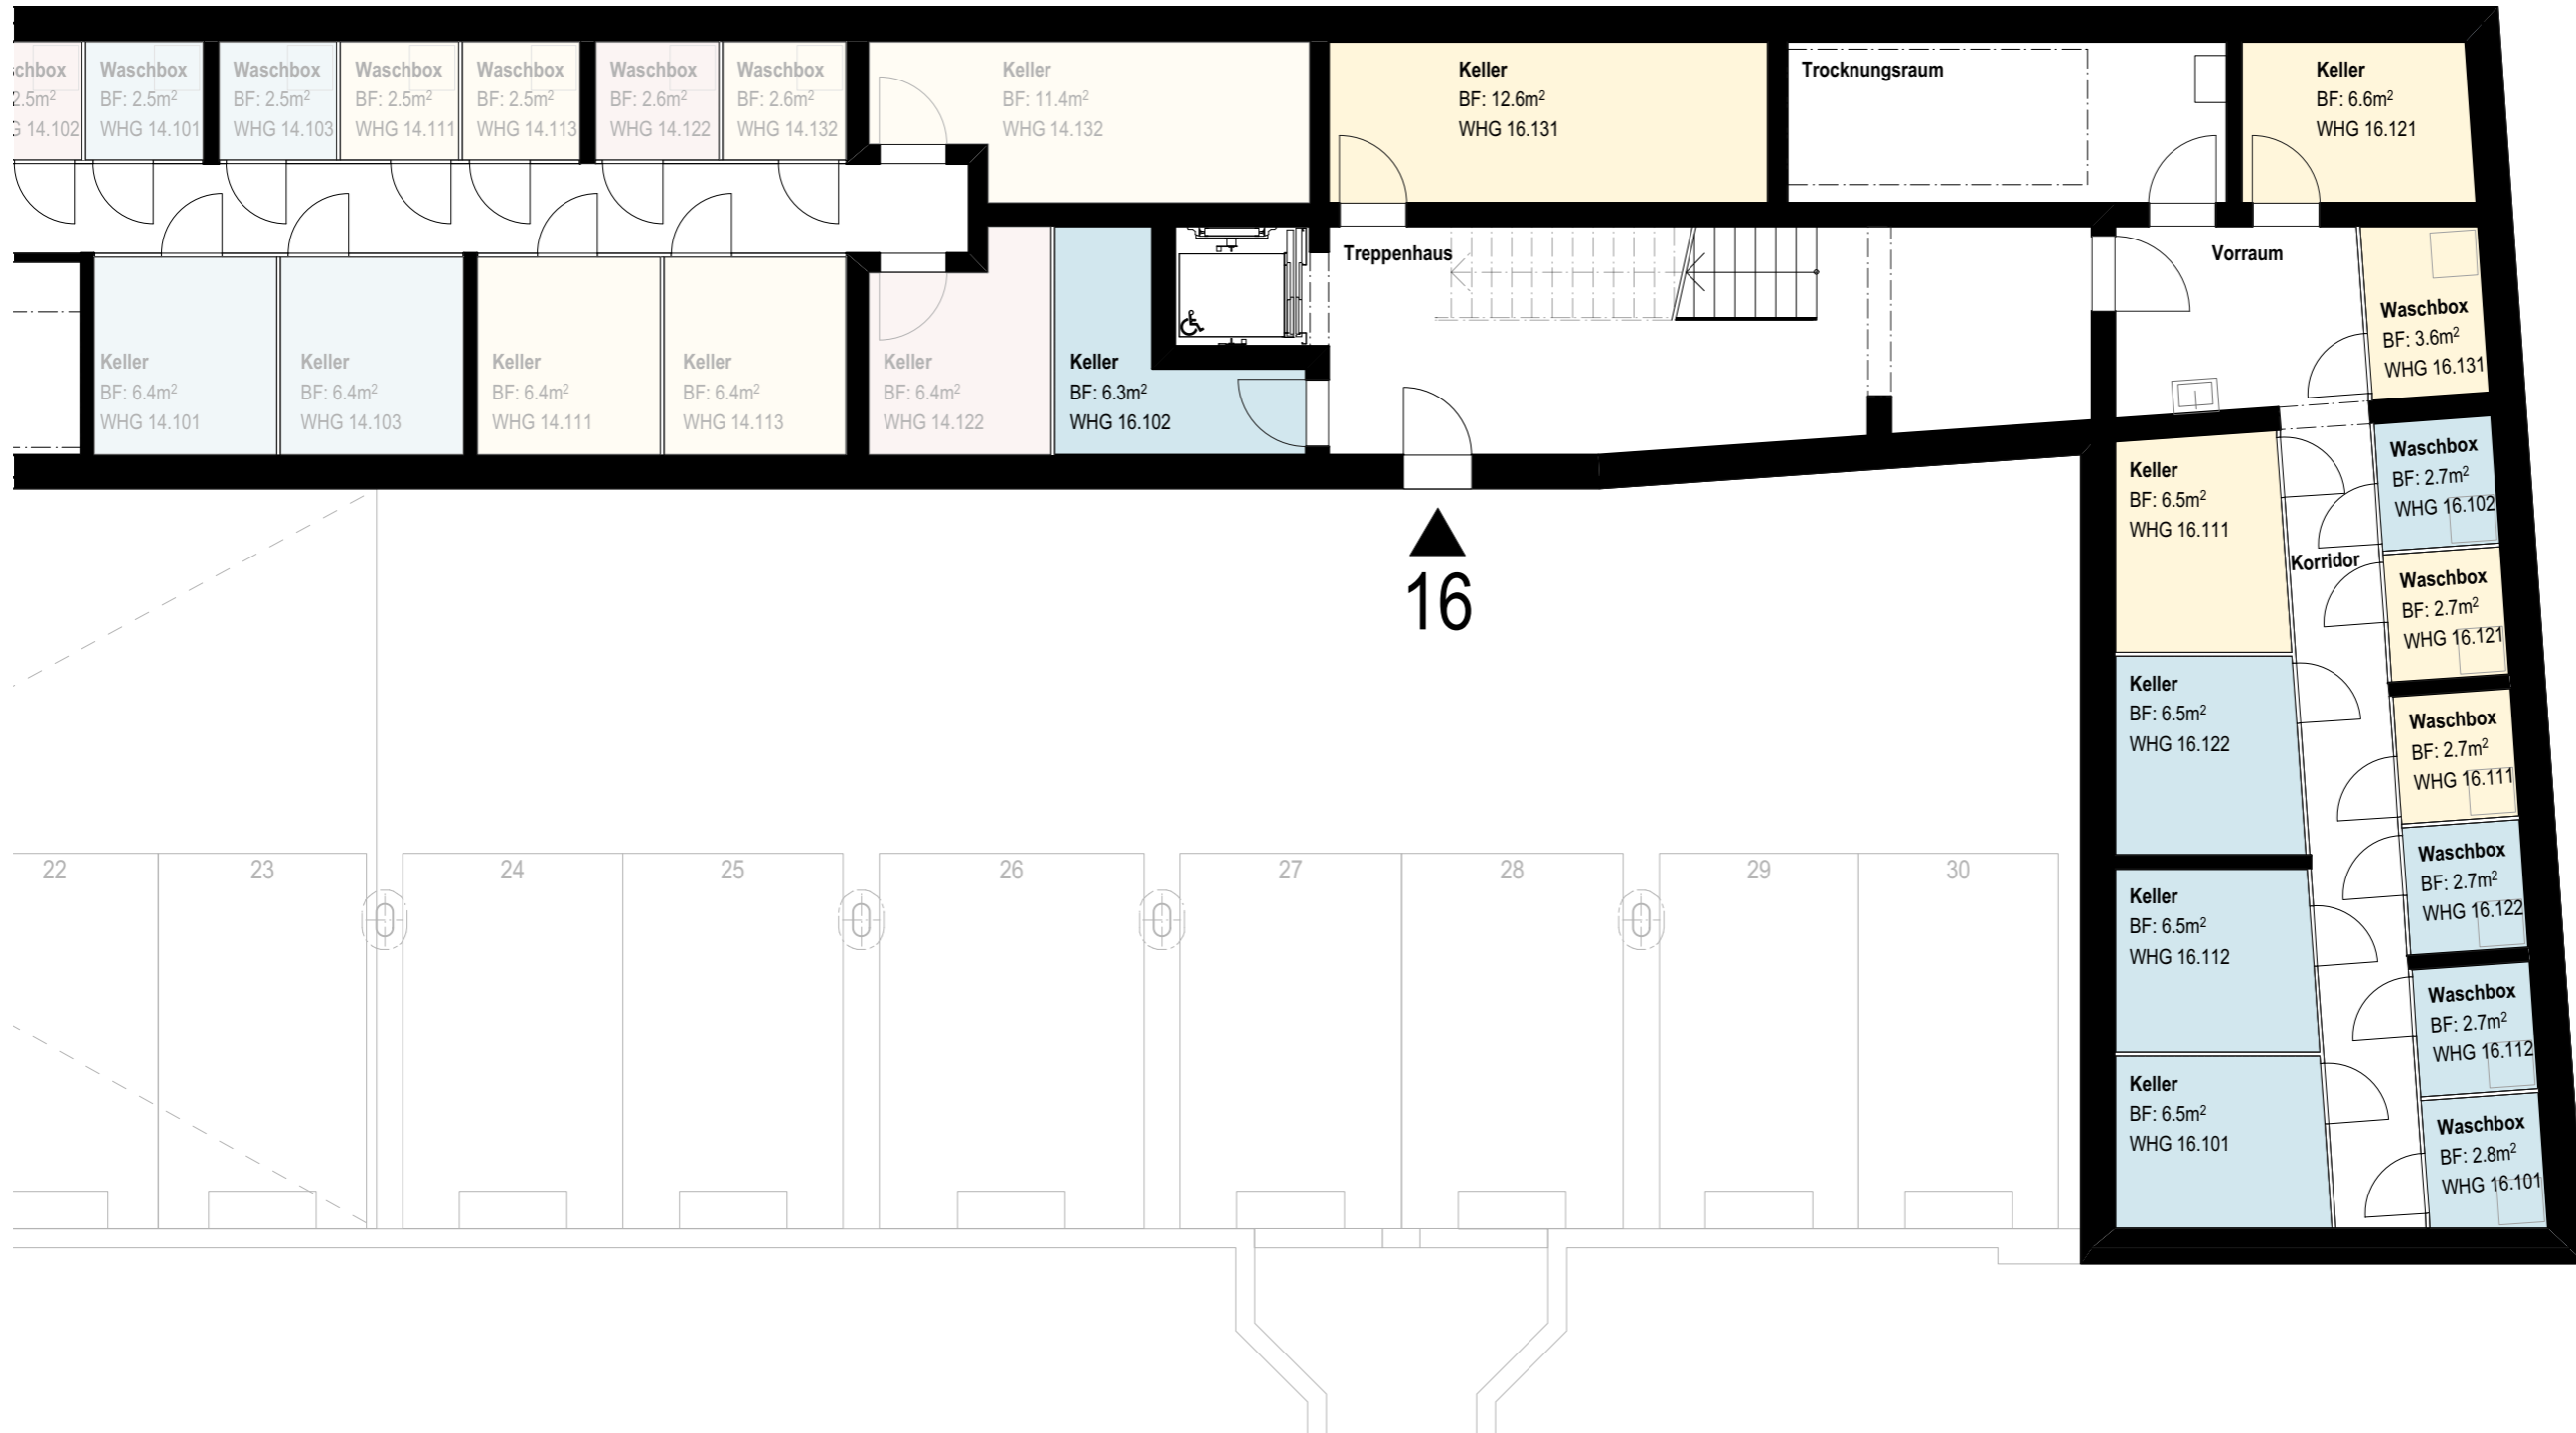 2.5m²
14.102
Waschbox
BF: 2.5m²
WHG 14.101
Waschbox
BF: 2.5m²
WHG 14.103
Waschbox
BF: 2.5m²
WHG 14.111
Waschbox
BF: 2.5m²
WHG 14.113
Waschbox
BF: 2.6m²
WHG 14.122
Waschbox
BF: 2.6m²
WHG 14.132
Keller
BF: 11.4m²
WHG 14.132
Keller
BF: 12.6m²
WHG 16.131
Trocknungsraum
Keller
BF: 6.6m²
WHG 16.121
Keller
BF: 6.4m²
WHG 14.101
Keller
BF: 6.4m²
WHG 14.103
Keller
BF: 6.4m²
WHG 14.111
Keller
BF: 6.4m²
WHG 14.113
Keller
BF: 6.4m²
WHG 14.122
Keller
BF: 6.3m²
WHG 16.102
Treppenhaus
Vorraum
Waschbox
BF: 3.6m²
WHG 16.131
16
Keller
BF: 6.5m²
WHG 16.111
Keller
BF: 6.5m²
WHG 16.122
Keller
BF: 6.5m²
WHG 16.112
Keller
BF: 6.5m²
WHG 16.101
Korridor
Waschbox
BF: 2.7m²
WHG 16.102
Waschbox
BF: 2.7m²
WHG 16.121
Waschbox
BF: 2.7m²
WHG 16.111
Waschbox
BF: 2.7m²
WHG 16.122
Waschbox
BF: 2.7m²
WHG 16.112
Waschbox
BF: 2.8m²
WHG 16.101
22
23
24
25
26
27
28
29
30